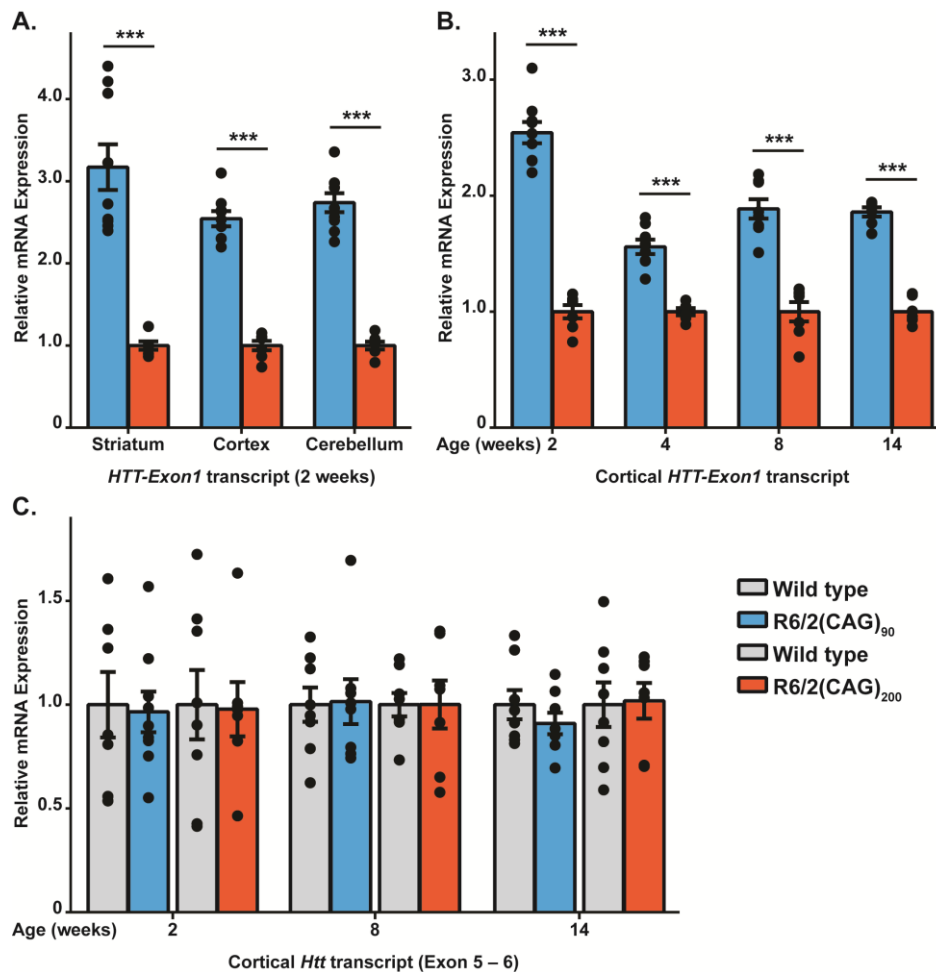 A.
***
***
***
Relative mRNA Expression
4.0
3.0
2.0
1.0
0
Striatum Cortex Cerebellum
HTT-Exon1 transcript (2 weeks)
B.
***
***
***
***
Relative mRNA Expression
3.0
2.0
1.0
0
Age (weeks) 2 4 8 14
Cortical HTT-Exon1 transcript
C.
Relative mRNA Expression
1.5
1.0
0.5
0
Age (weeks) 2 8 14
Cortical Htt transcript (Exon 5 – 6)
Wild type
R6/2(CAG)90
Wild type
R6/2(CAG)200